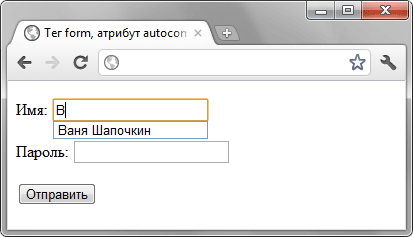 Тег form, атрибут autocon
Имя: В
Ваня Шапочкин
Пароль:
Отправить